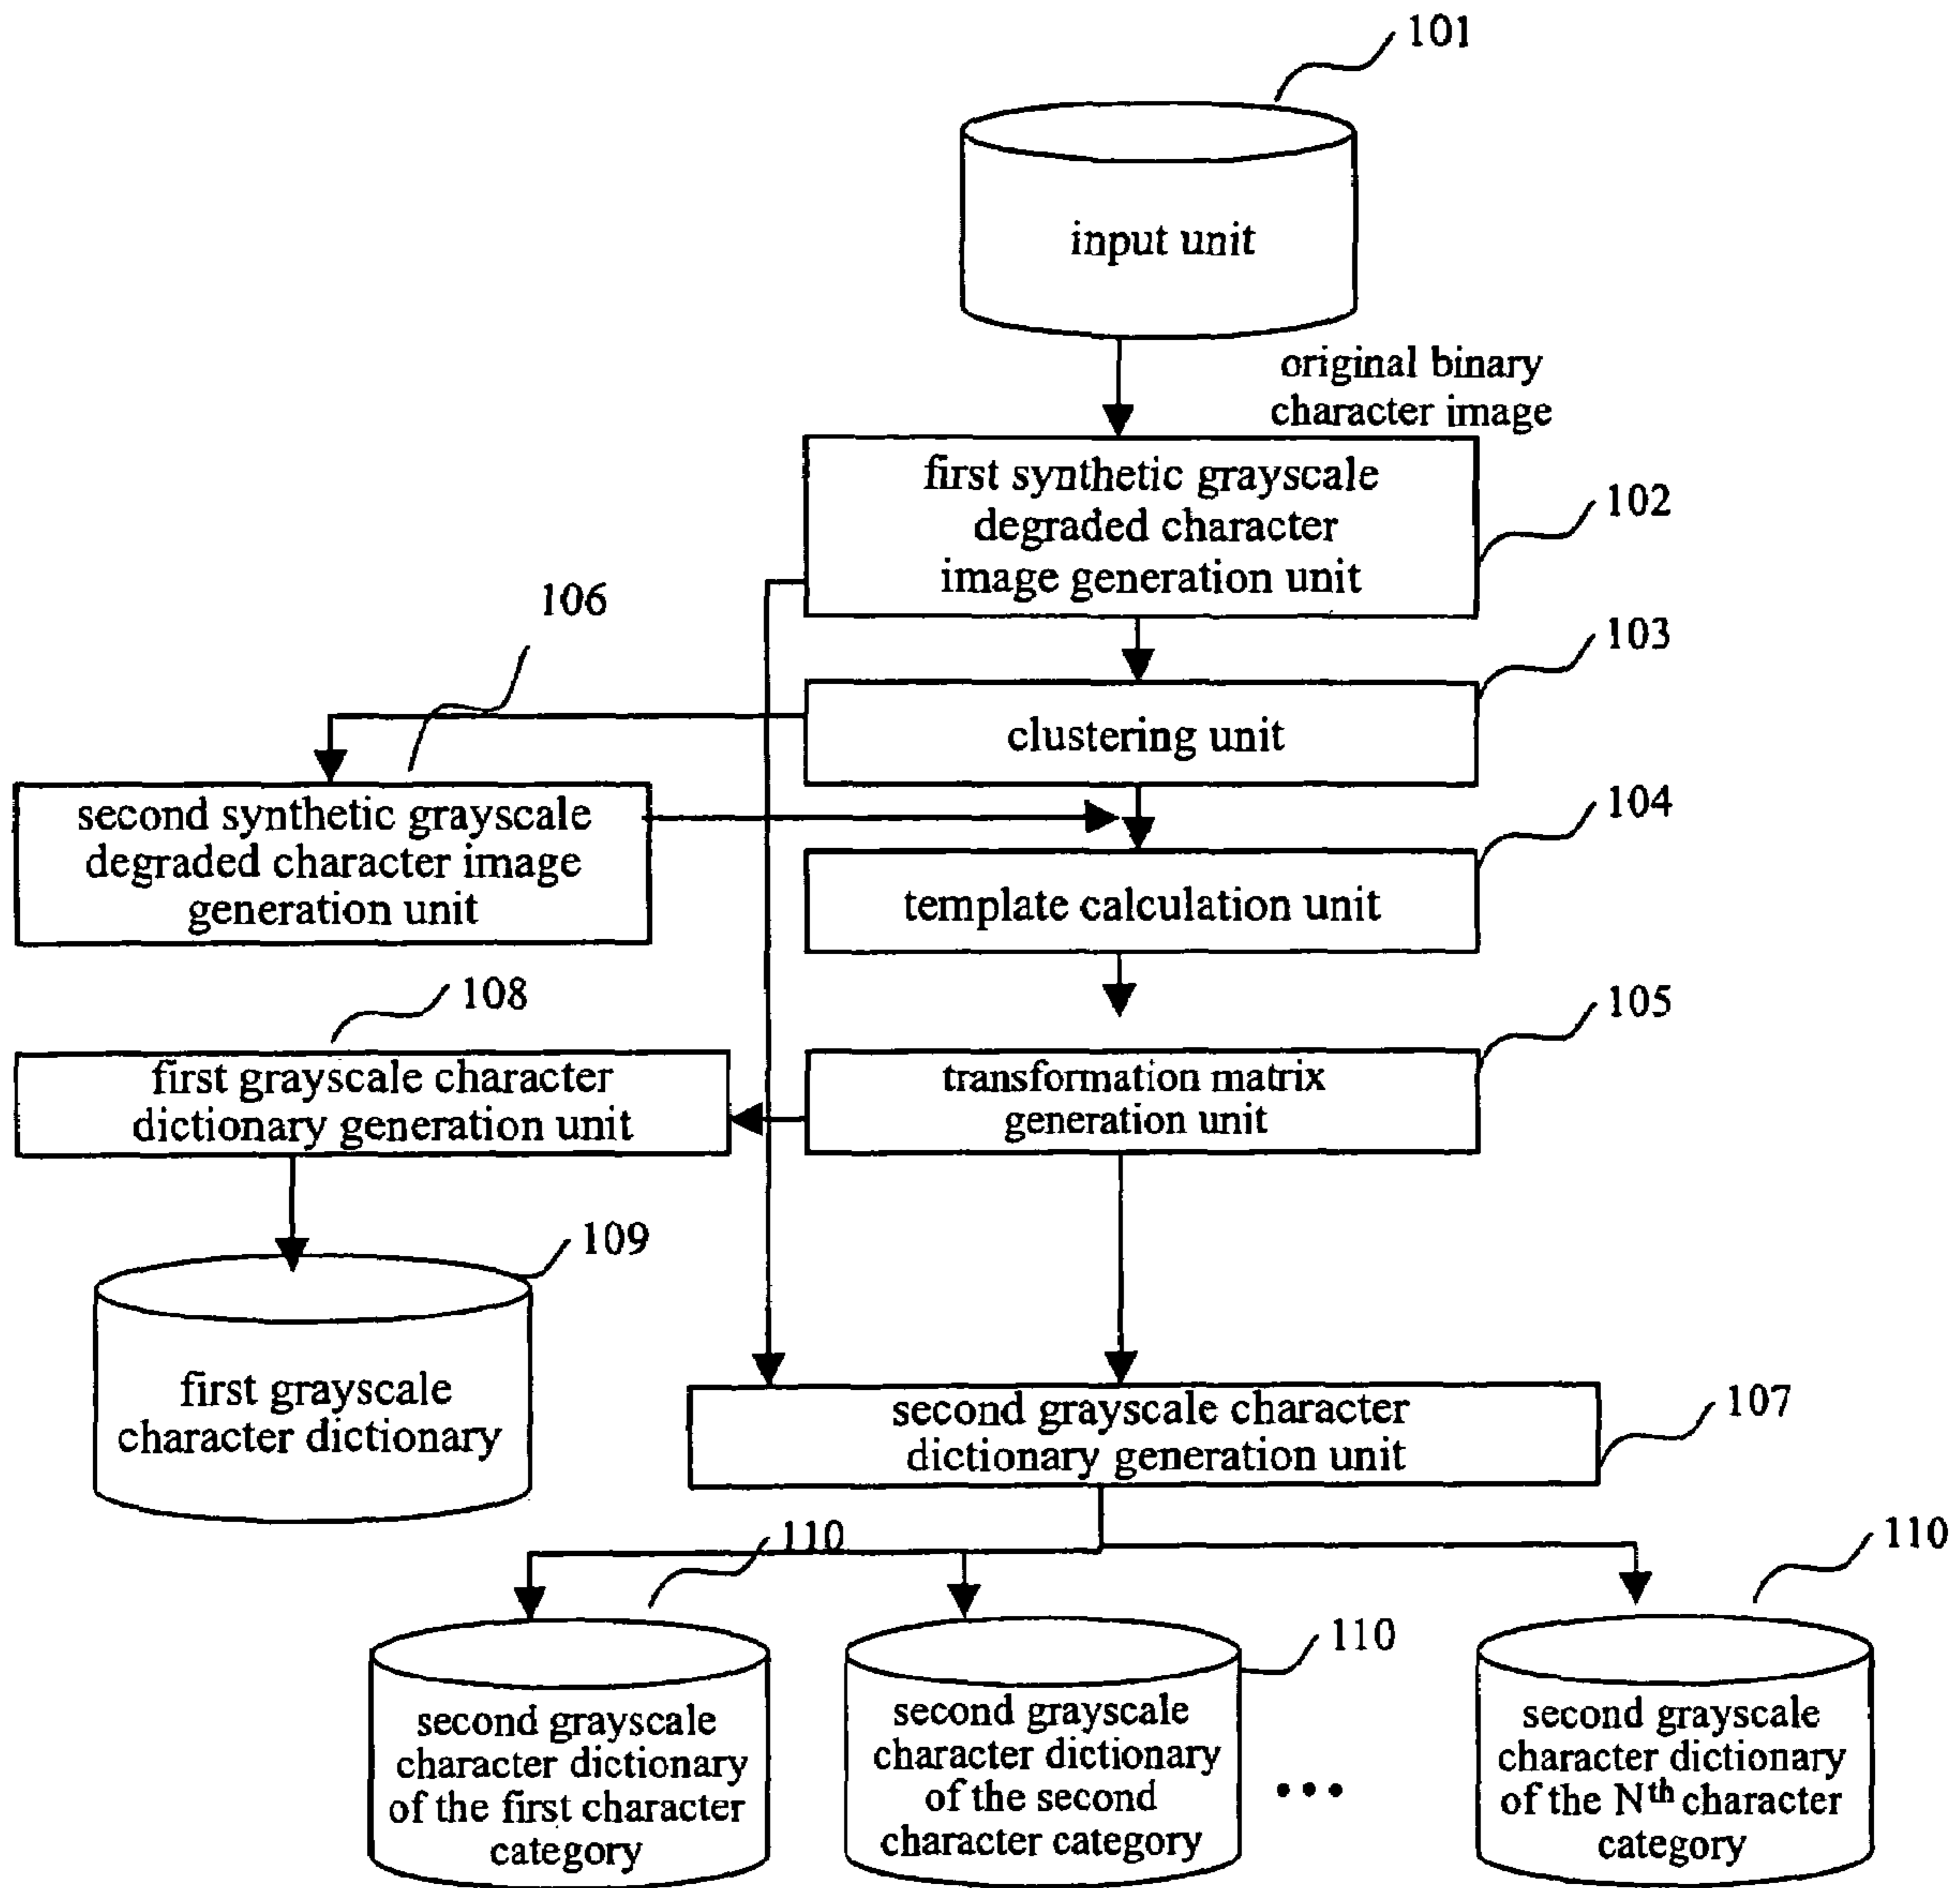 101
input unit
original binary
character image
first synthetic grayscale
degraded character
image generation unit
102
106
103
clustering unit
second synthetic grayscale
degraded character image
generation unit
104
template calculation unit
108
105
first grayscale character
dictionary generation unit
transformation matrix
generation unit
109
first grayscale
character dictionary
second grayscale character
dictionary generation unit
107
110
110
110
second grayscale
character dictionary
of the first character
category
second grayscale
character dictionary
of the second
character category
•••
second grayscale
character dictionary
of the Nth character
category